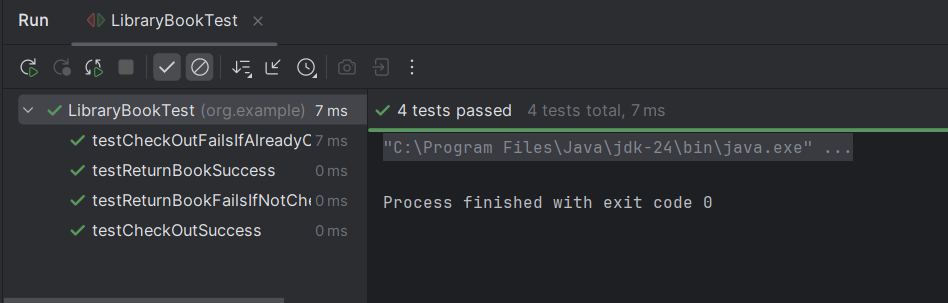 Run LibraryBookTest
LibraryBookTest (org.example) 7 ms
testCheckOutFailsIfAlreadyC 7 ms
testReturnBookSuccess 0 ms
testReturnBookFailsIfNotChe 0 ms
testCheckOutSuccess 0 ms
4 tests passed 4 tests total, 7 ms
"C:\Program Files\Java\jdk-24\bin\java.exe" ...
Process finished with exit code 0